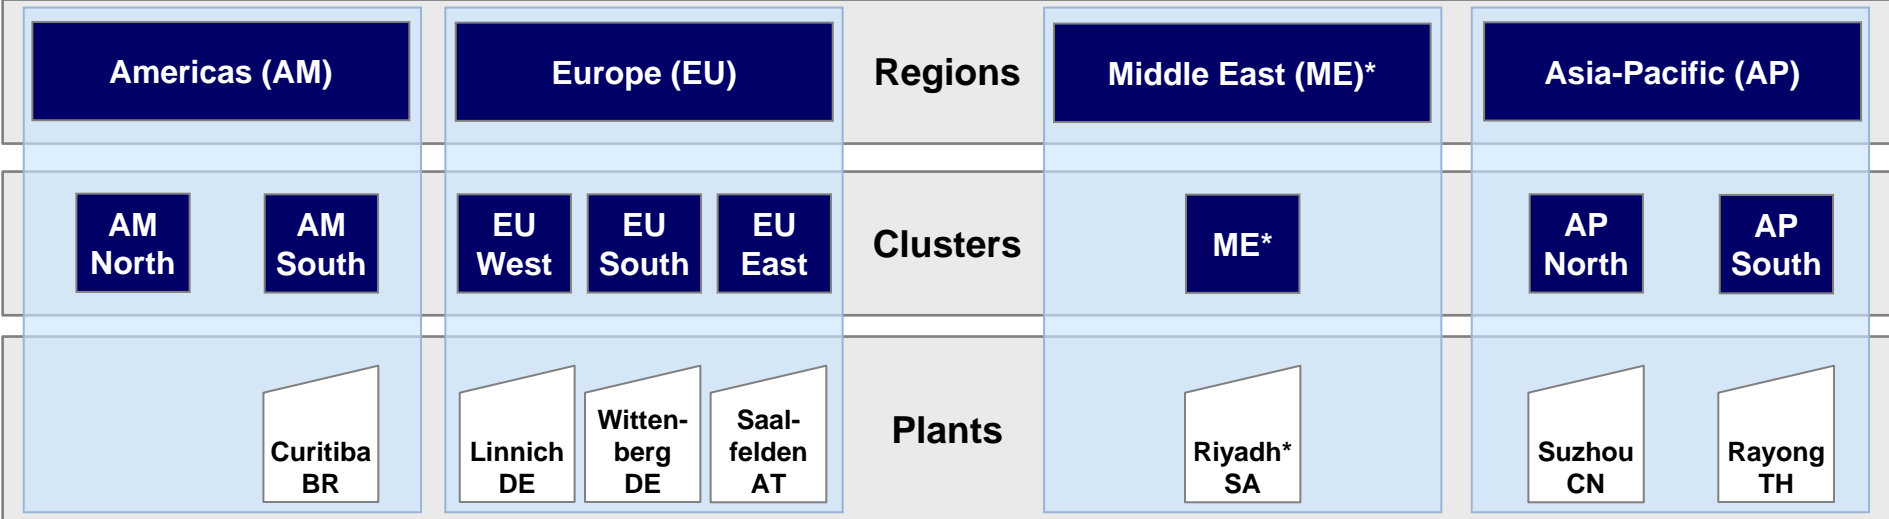 Americas (AM)
Europe (EU)
Regions
Middle East (ME)*
Asia-Pacific (AP)
AM
North
AM
South
EU
West
EU
South
EU
East
Clusters
ME*
AP
North
AP
South
Curitiba
BR
Linnich
DE
Witten-
berg
DE
Saal-
felden
AT
Plants
Riyadh*
SA
Suzhou
CN
Rayong
TH